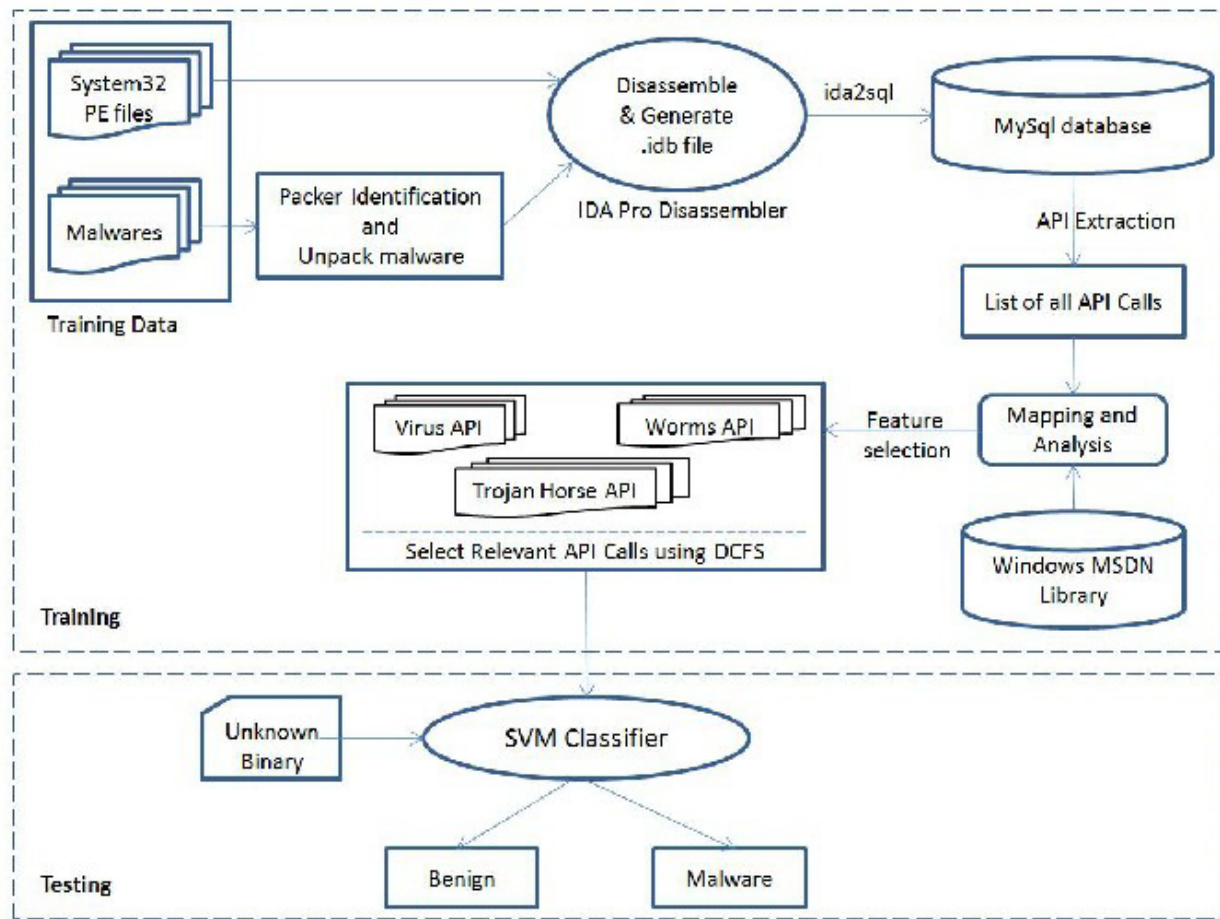 System32
PE files
Malwares
Training Data
Packer Identification
and
Unpack malware
Disassemble
& Generate
.idb file
IDA Pro Disassembler
ida2sql
MySql database
API Extraction
List of all API Calls
Mapping and
Analysis
Windows MSDN
Library
Feature
selection
Virus API
Worms API
Trojan Horse API
Select Relevant API Calls using DCFS
Training
Unknown
Binary
SVM Classifier
Benign
Malware
Testing